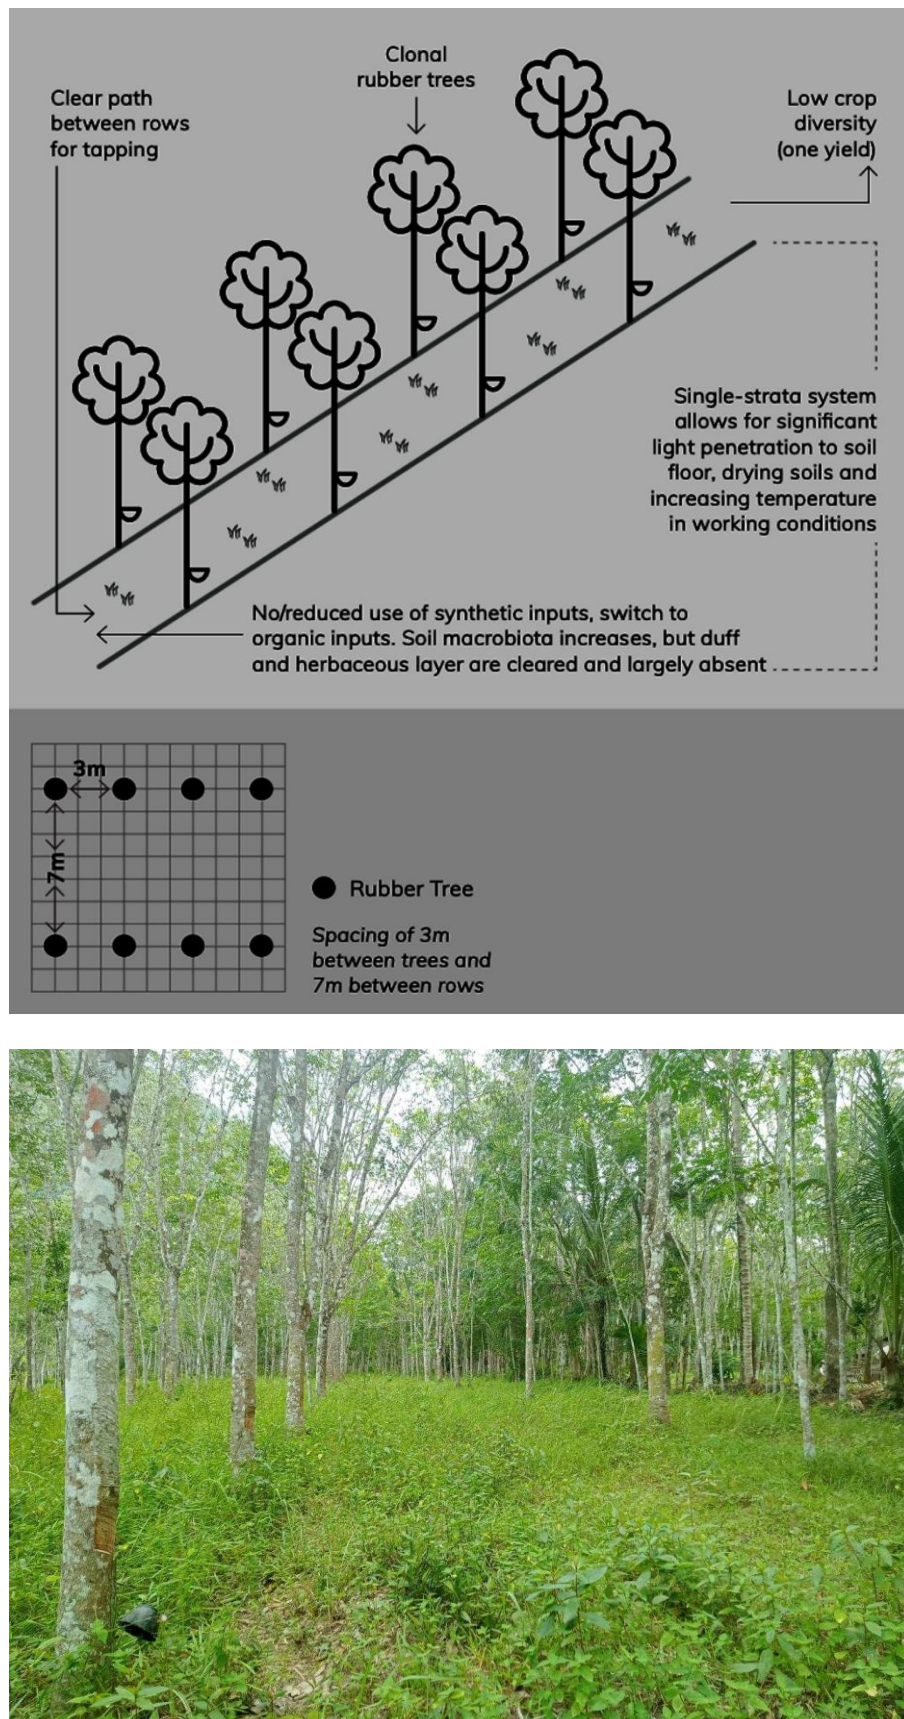 Clonal
rubber trees
Clear path
between rows
for tapping
Low crop
diversity
(one yield)
Single-strata system
allows for significant
light penetration to soil
floor, drying soils and
increasing temperature
in working conditions
No/reduced use of synthetic inputs, switch to
organic inputs. Soil macrobiota increases, but duff
and herbaceous layer are cleared and largely absent
3m
7m
Rubber Tree
Spacing of 3m
between trees and
7m between rows